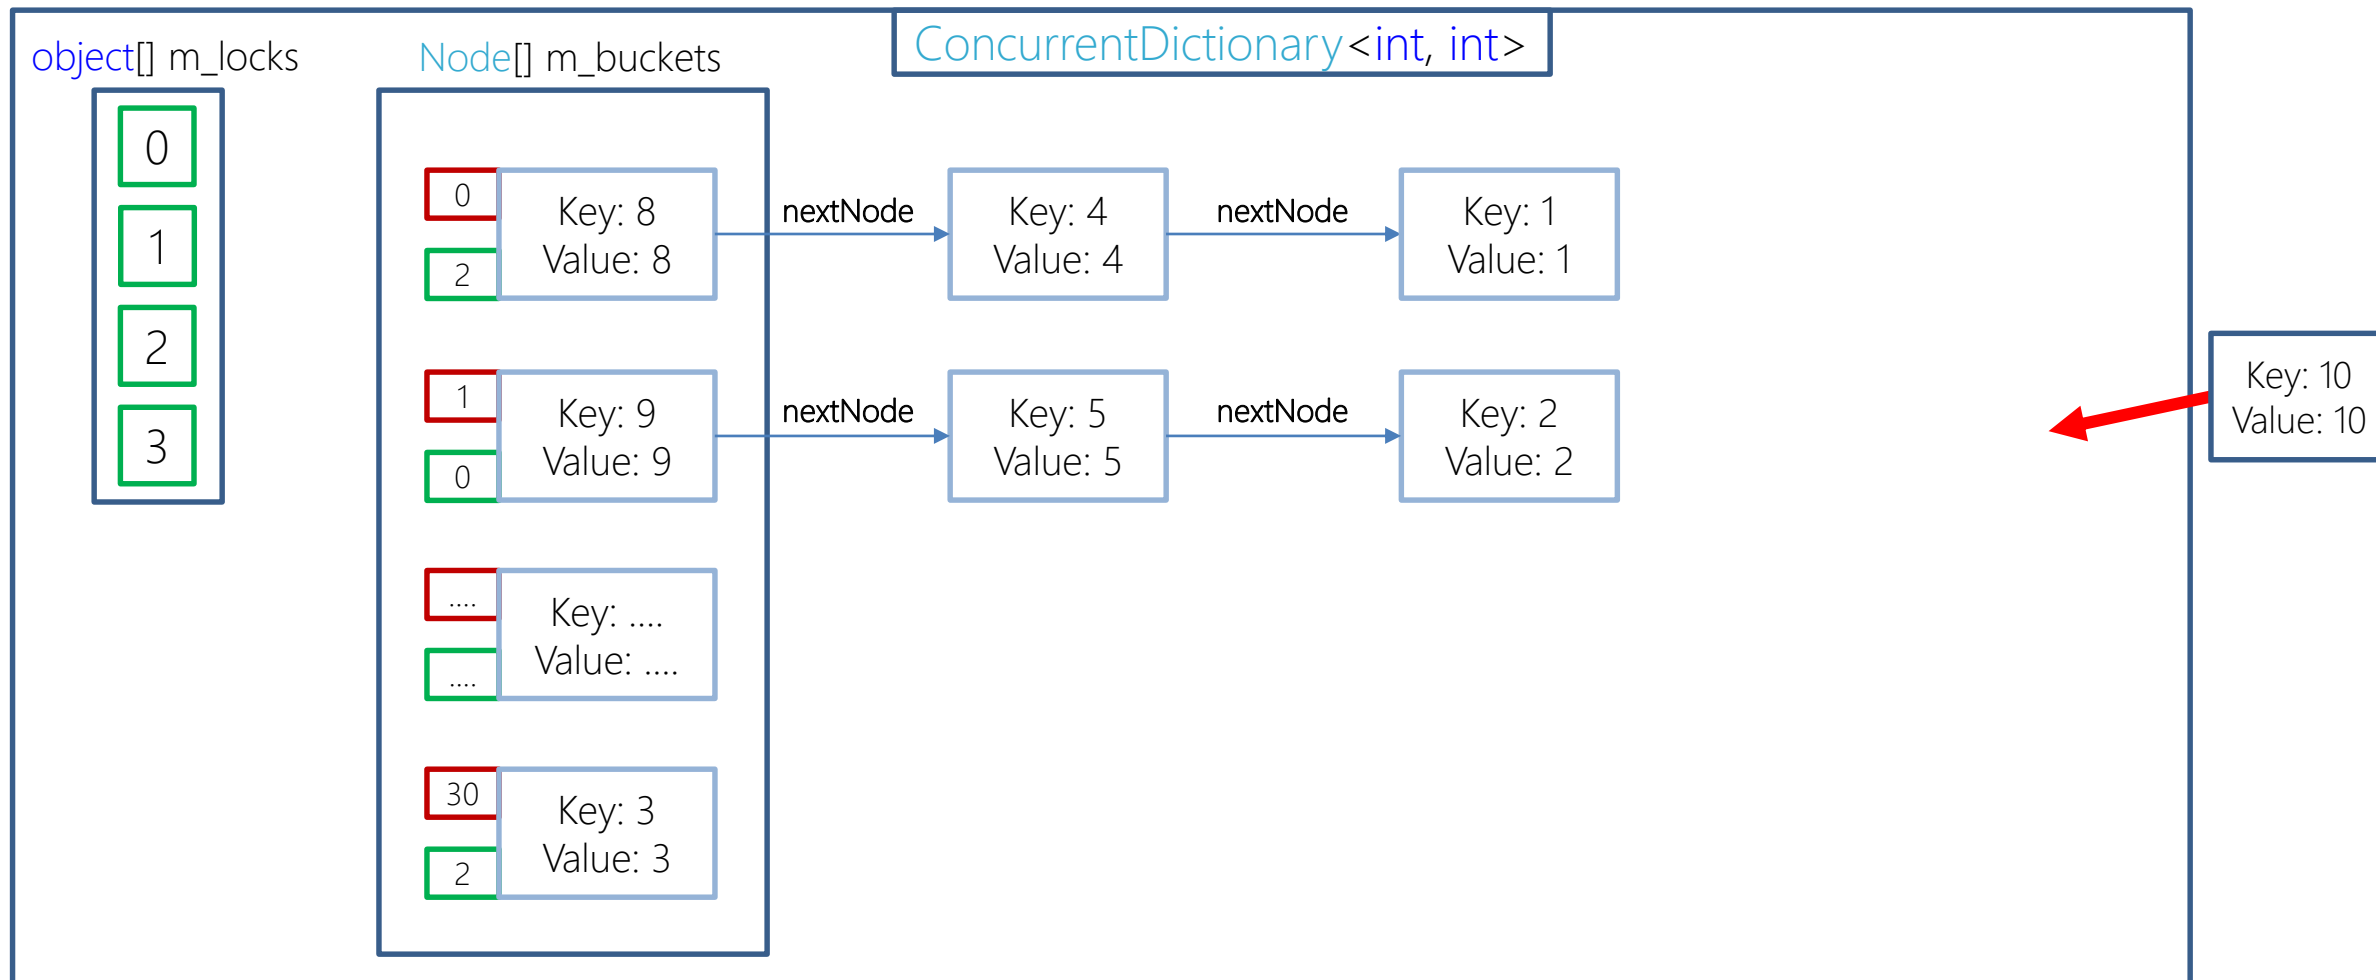 ConcurrentDictionary<int, int>
object[] m_locks
Node[] m_buckets
0
1
2
3
0
2
Key: 8
Value: 8
nextNode
Key: 4
Value: 4
nextNode
Key: 1
Value: 1
1
0
Key: 9
Value: 9
nextNode
Key: 5
Value: 5
nextNode
Key: 2
Value: 2
....
....
Key: ....
Value: ....
30
2
Key: 3
Value: 3
Key: 10
Value: 10